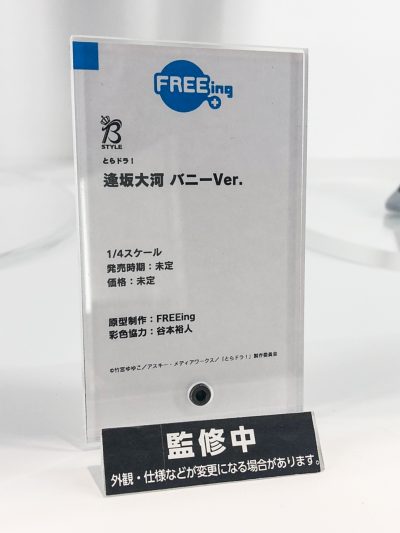 FREEing
B
STYLE
とらドラ！
逢坂大河 バニーVer.
1/4スケール
発売時期：未定
価格：未定
原型制作：FREEing
彩色協力：谷本裕人
©竹宮ゆゆこ／アスキー・メディアワークス／「とらドラ！」製作委員会
監修中
外観・仕様などが変更になる場合があります。